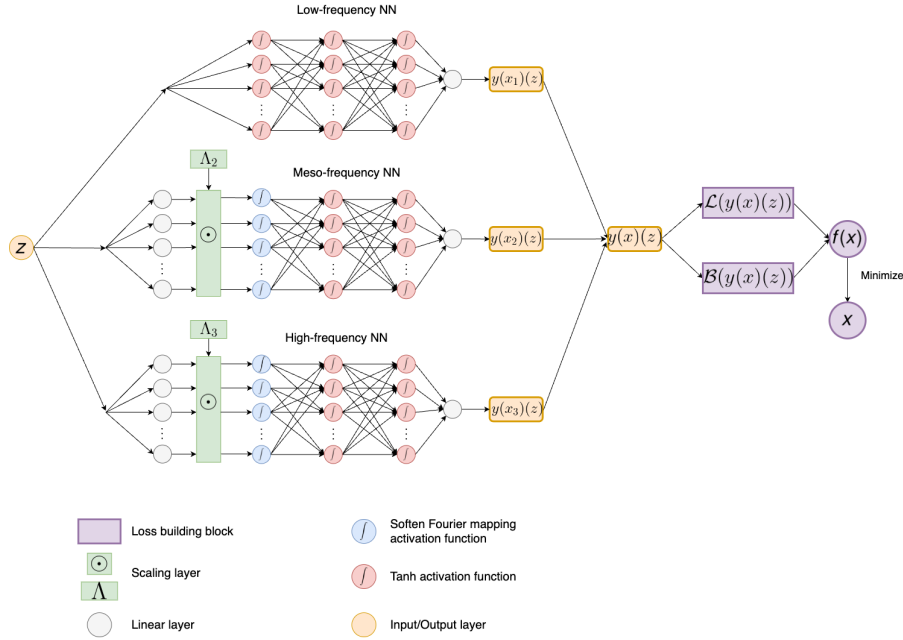 Low-frequency NN
y(x₁)(z)
Λ₂
Meso-frequency NN
z
⊙
y(x₂)(z)
y(x)(z)
ℒ(y(x)(z))
ℬ(y(x)(z))
f(x)
Minimize
x
Λ₃
High-frequency NN
⊙
y(x₃)(z)
Loss building block
⊙
Λ
Scaling layer
Linear layer
∫
Soften Fourier mapping
activation function
∫
Tanh activation function
Input/Output layer